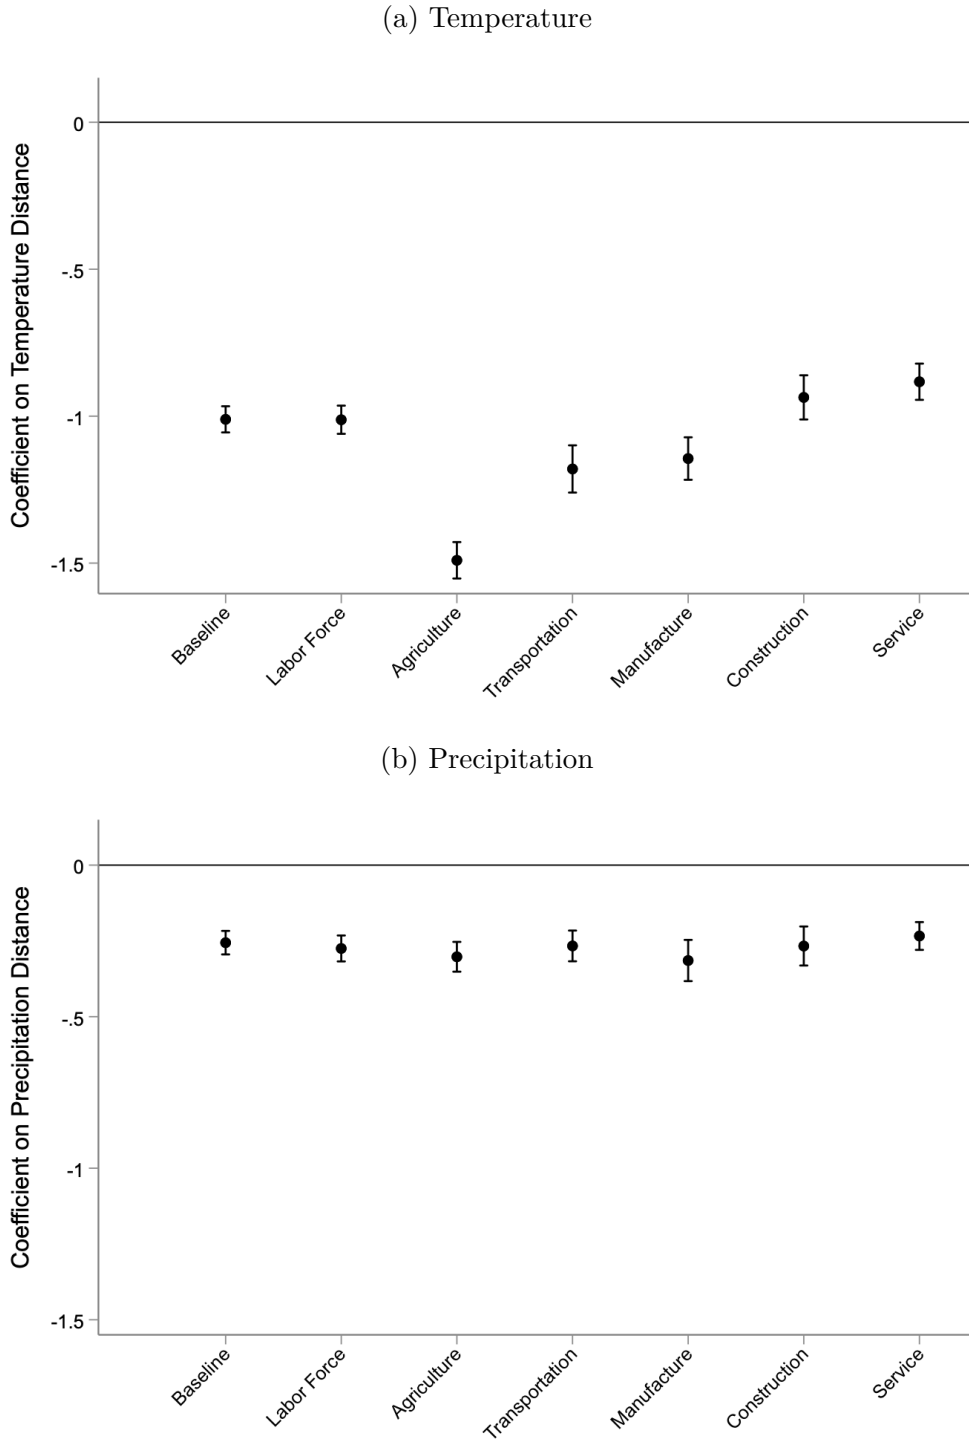 (a) Temperature
Coefficient on Temperature Distance
0
-.5
-1
-1.5
Baseline
Labor Force
Agriculture
Transportation
Manufacture
Construction
Service
(b) Precipitation
Coefficient on Precipitation Distance
0
-.5
-1
-1.5
Baseline
Labor Force
Agriculture
Transportation
Manufacture
Construction
Service